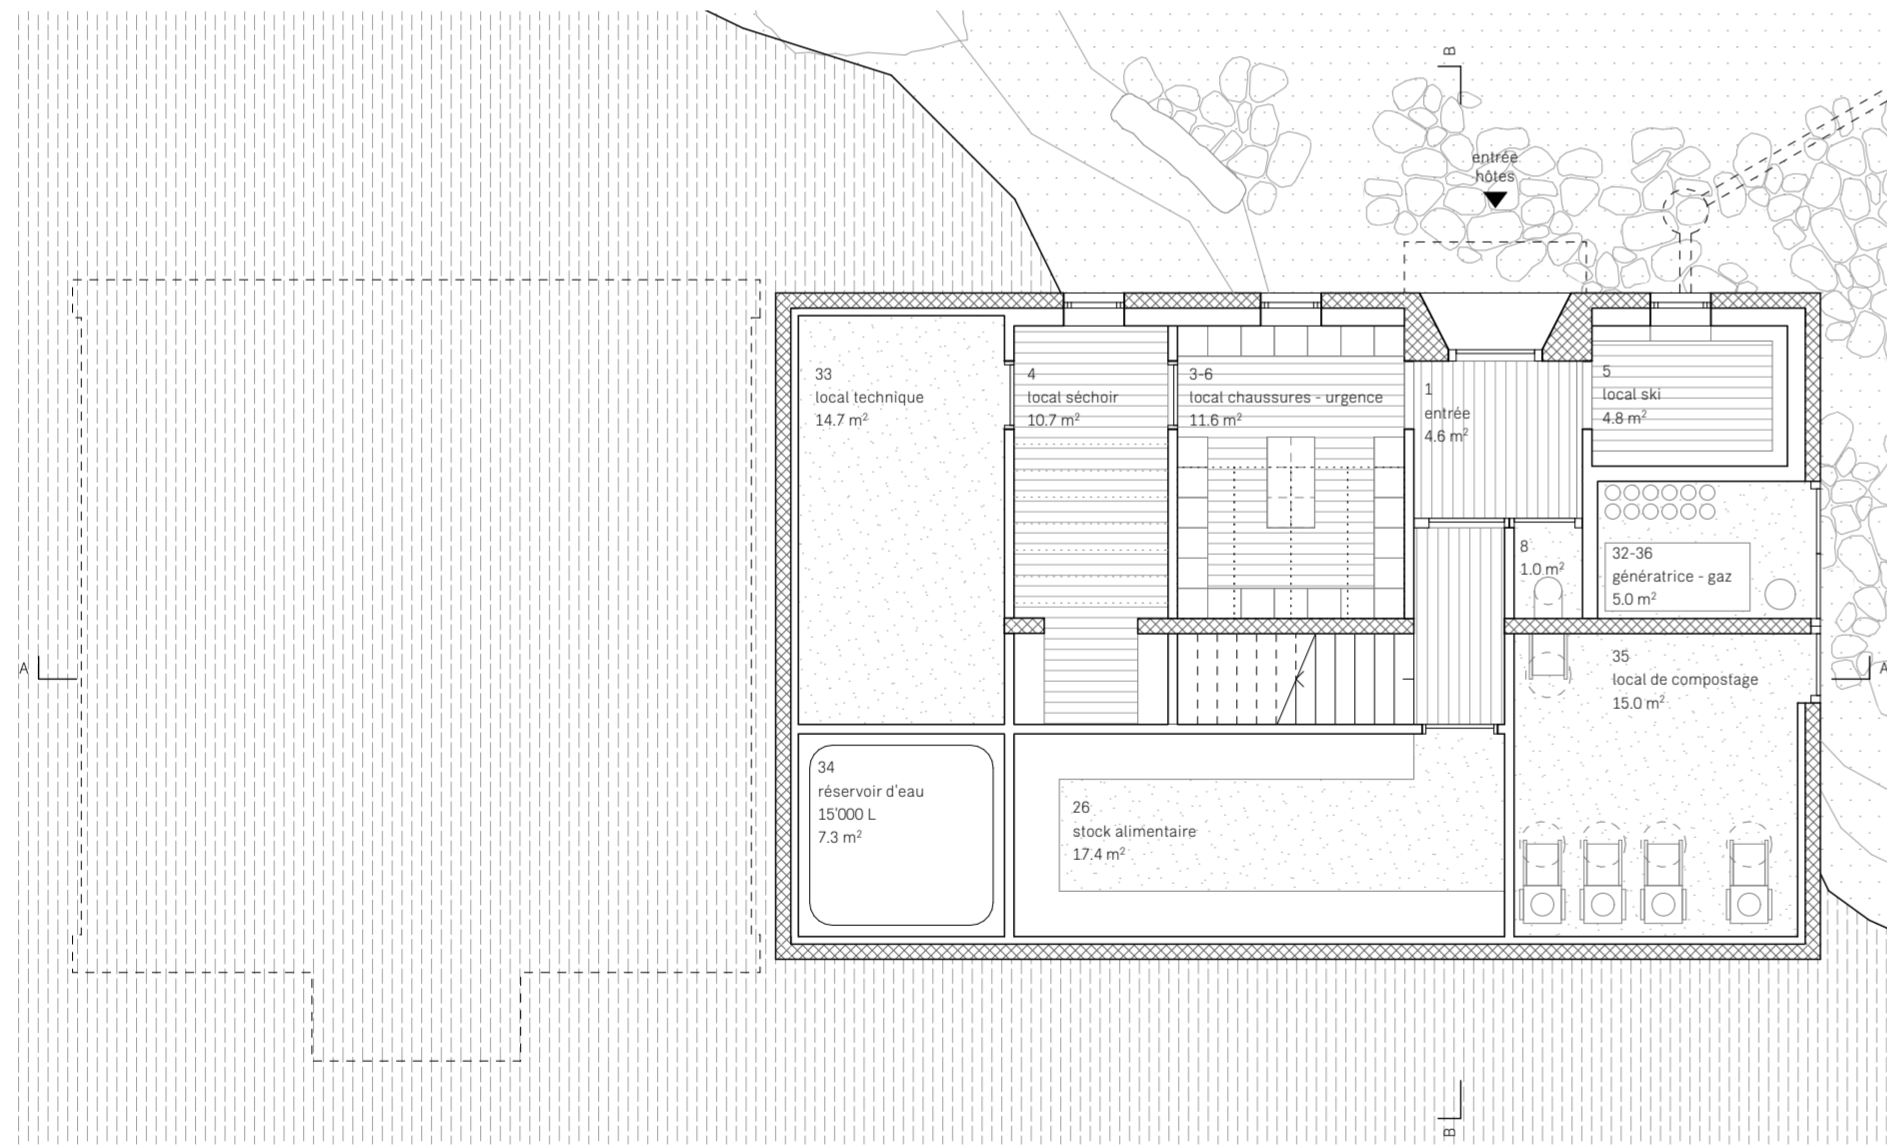 B
entrée
hôtes
33
local technique
14.7 m²
4
local séchoir
10.7 m²
3-6
local chaussures - urgence
11.6 m²
1
entrée
4.6 m²
5
local ski
4.8 m²
8
1.0 m²
32-36
génératrice - gaz
5.0 m²
A
A
35
local de compostage
15.0 m²
34
réservoir d'eau
15'000 L
7.3 m²
26
stock alimentaire
17.4 m²
B